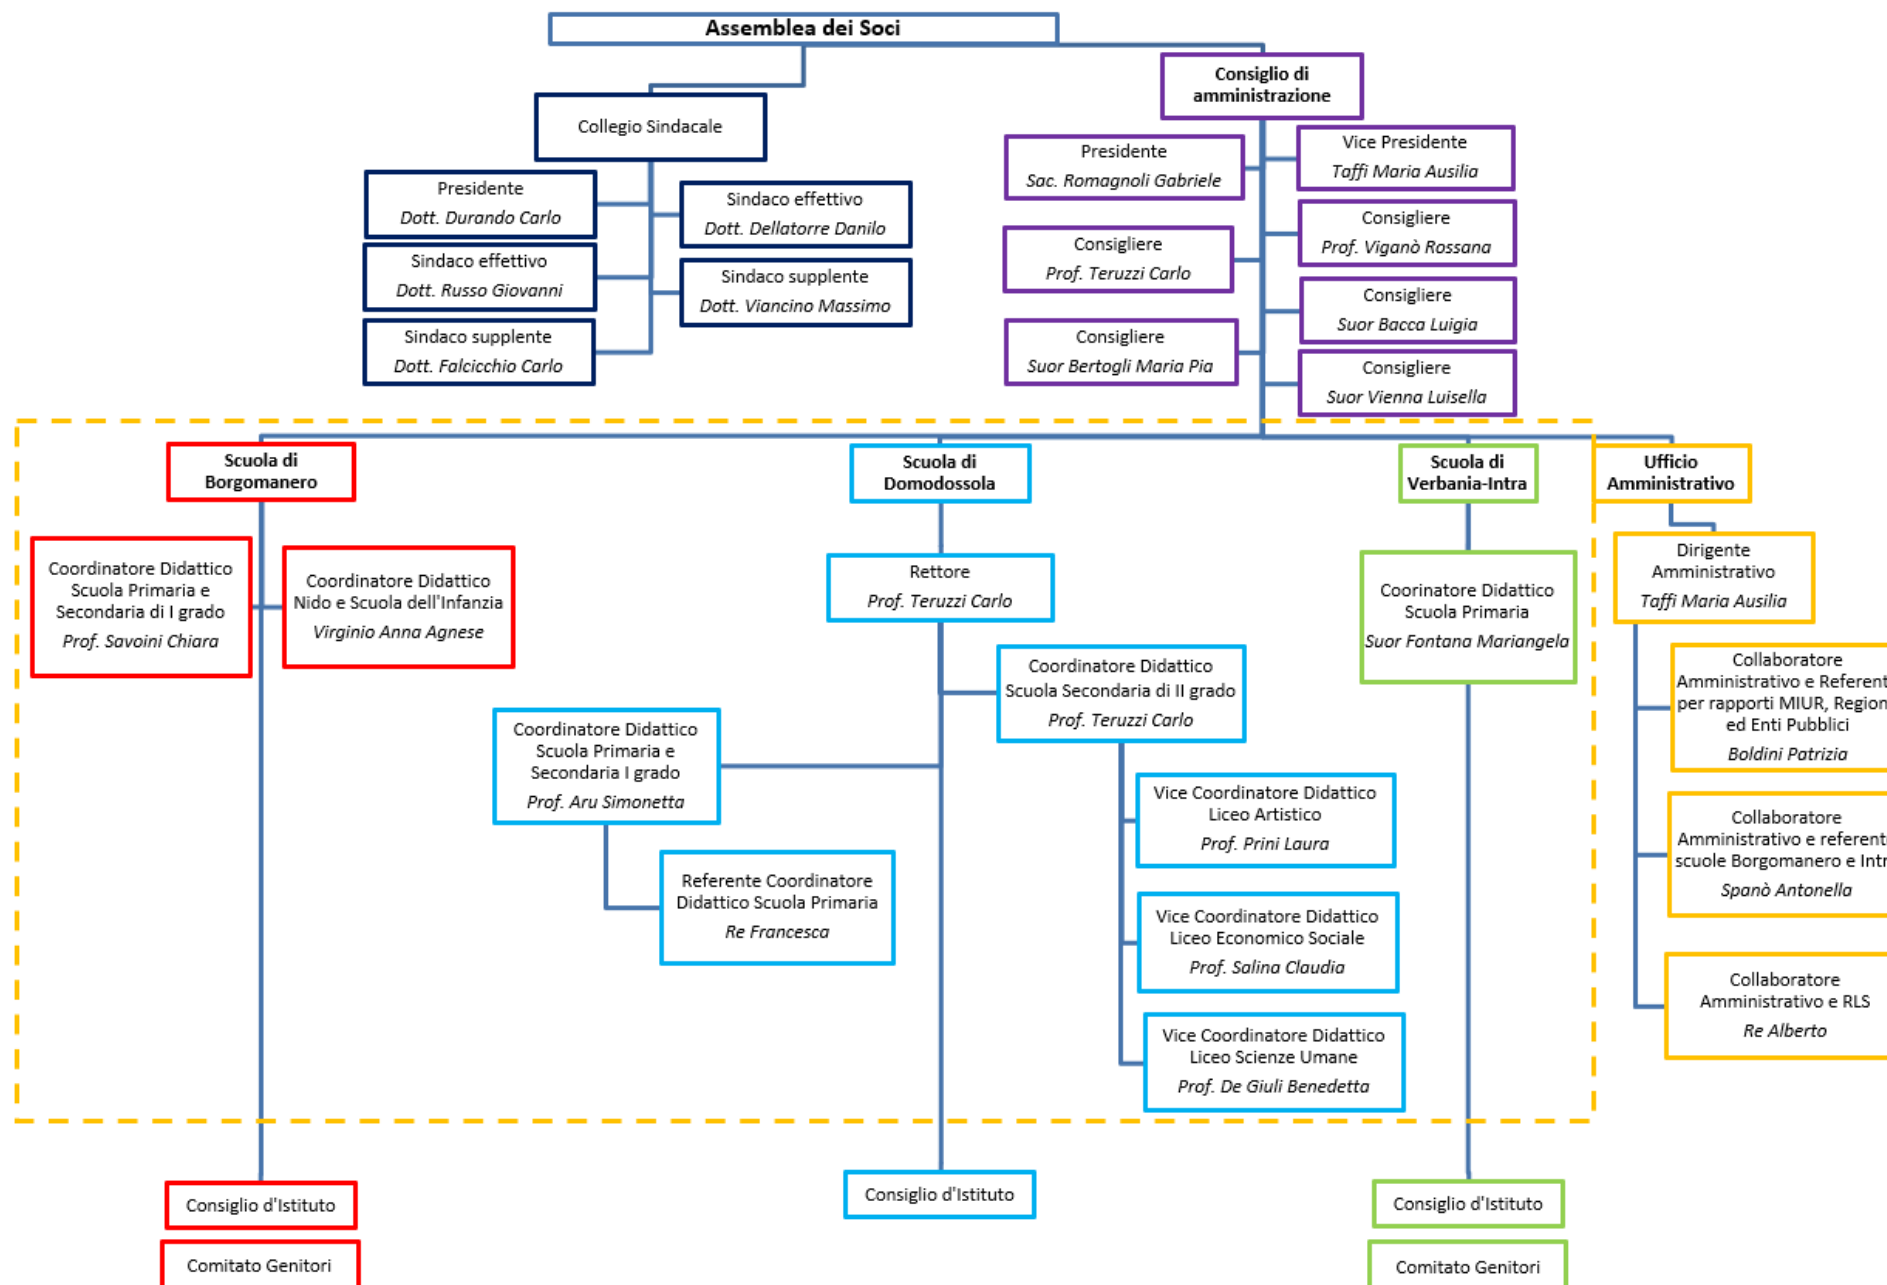 Assemblea dei Soci
Collegio Sindacale
Presidente
Dott. Durando Carlo
Sindaco effettivo
Dott. Dellatorre Danilo
Sindaco effettivo
Dott. Russo Giovanni
Sindaco supplente
Dott. Viancino Massimo
Sindaco supplente
Dott. Falcicchio Carlo
Consiglio di
amministrazione
Presidente
Sac. Romagnoli Gabriele
Vice Presidente
Taffi Maria Ausilia
Consigliere
Prof. Teruzzi Carlo
Consigliere
Prof. Viganò Rossana
Consigliere
Suor Bacca Luigia
Consigliere
Suor Bertogli Maria Pia
Consigliere
Suor Vienna Luisella
Scuola di
Borgomanero
Coordinatore Didattico
Scuola Primaria e
Secondaria di I grado
Prof. Savoini Chiara
Coordinatore Didattico
Nido e Scuola dell'Infanzia
Virginio Anna Agnese
Consiglio d'Istituto
Comitato Genitori
Scuola di
Domodossola
Rettore
Prof. Teruzzi Carlo
Coordinatore Didattico
Scuola Secondaria di II grado
Prof. Teruzzi Carlo
Coordinatore Didattico
Scuola Primaria e
Secondaria I grado
Prof. Aru Simonetta
Referente Coordinatore
Didattico Scuola Primaria
Re Francesca
Vice Coordinatore Didattico
Liceo Artistico
Prof. Prini Laura
Vice Coordinatore Didattico
Liceo Economico Sociale
Prof. Salina Claudia
Vice Coordinatore Didattico
Liceo Scienze Umane
Prof. De Giuli Benedetta
Consiglio d'Istituto
Scuola di
Verbania-Intra
Coorinatore Didattico
Scuola Primaria
Suor Fontana Mariangela
Consiglio d'Istituto
Comitato Genitori
Ufficio
Amministrativo
Dirigente
Amministrativo
Taffi Maria Ausilia
Collaboratore
Amministrativo e Referent
per rapporti MIUR, Region
ed Enti Pubblici
Boldini Patrizia
Collaboratore
Amministrativo e referent
scuole Borgomanero e Intr
Spanò Antonella
Collaboratore
Amministrativo e RLS
Re Alberto